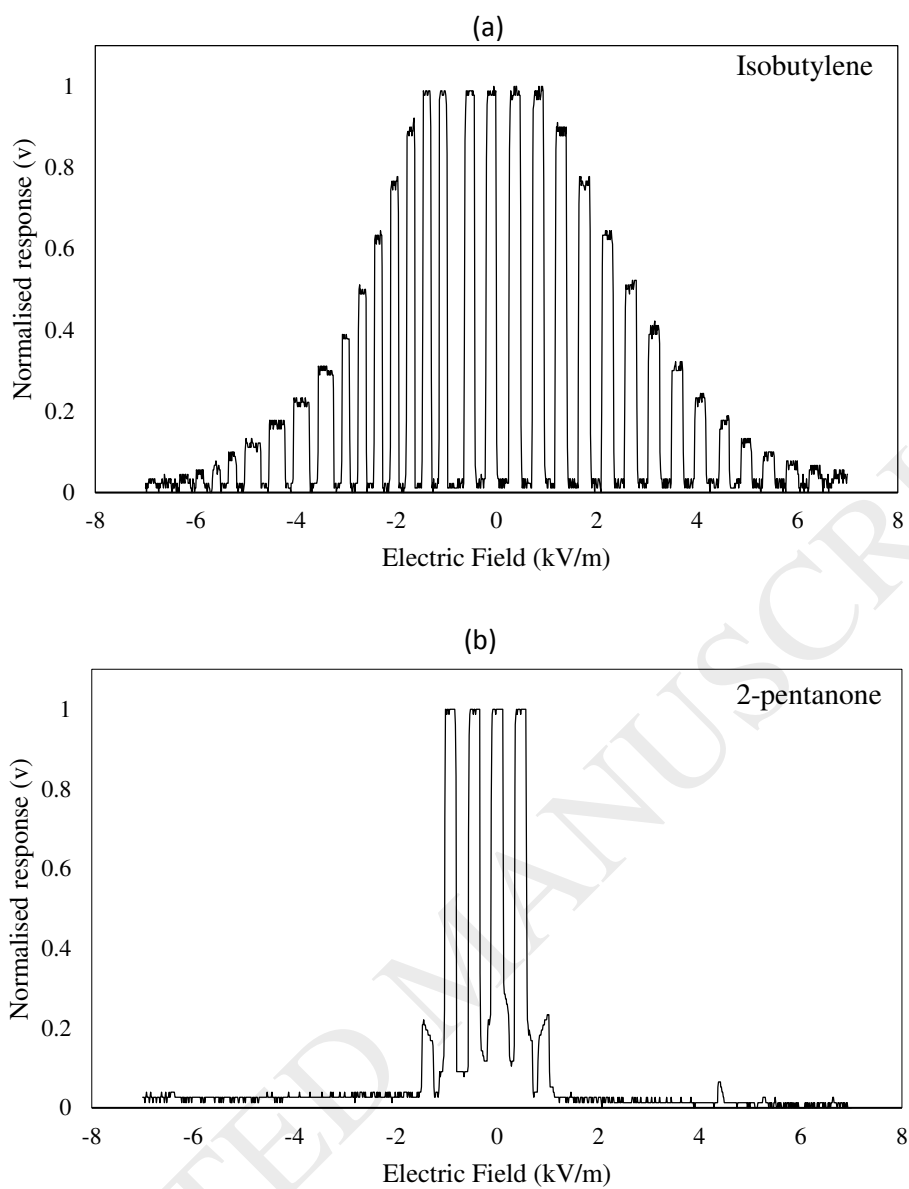 (a)
Isobutylene
Normalised response (v)
1
0.8
0.6
0.4
0.2
0
-8 -6 -4 -2 0 2 4 6 8
Electric Field (kV/m)
(b)
2-pentanone
Normalised response (v)
1
0.8
0.6
0.4
0.2
0
-8 -6 -4 -2 0 2 4 6 8
Electric Field (kV/m)
TED MANUSCRI